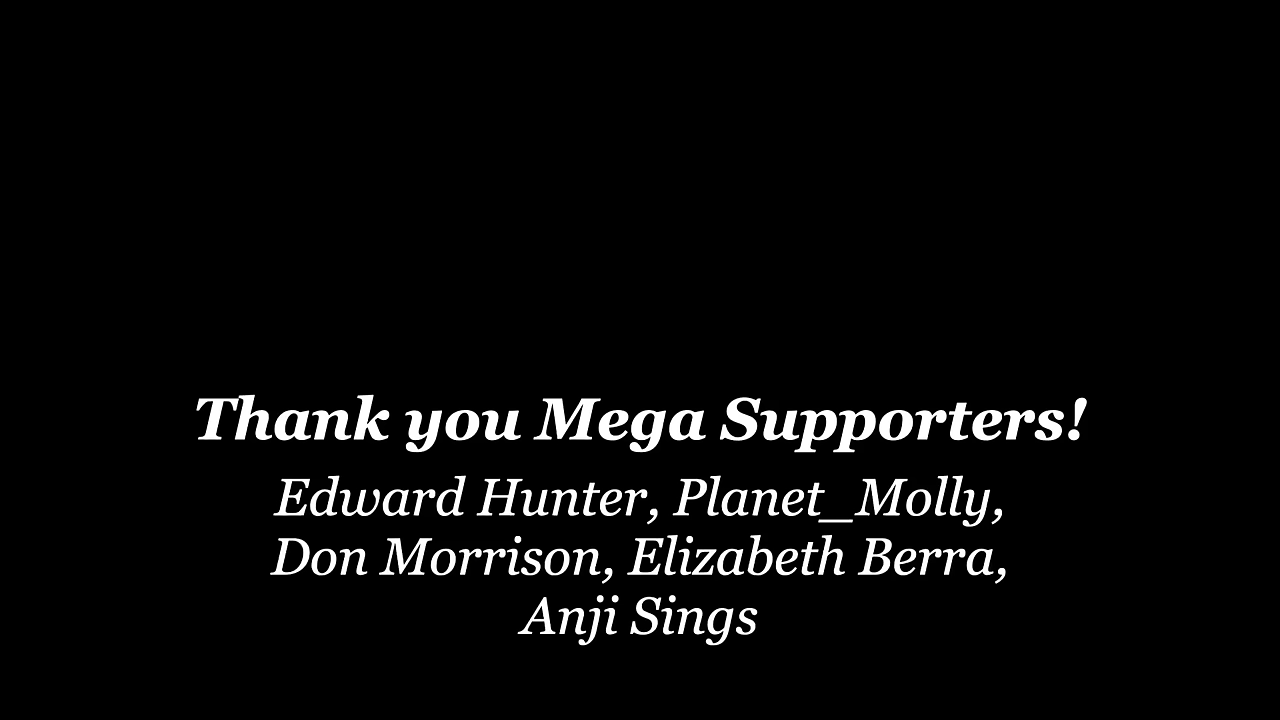 Thank you Mega Supporters!
Edward Hunter, Planet_Molly,
Don Morrison, Elizabeth Berra,
Anji Sings